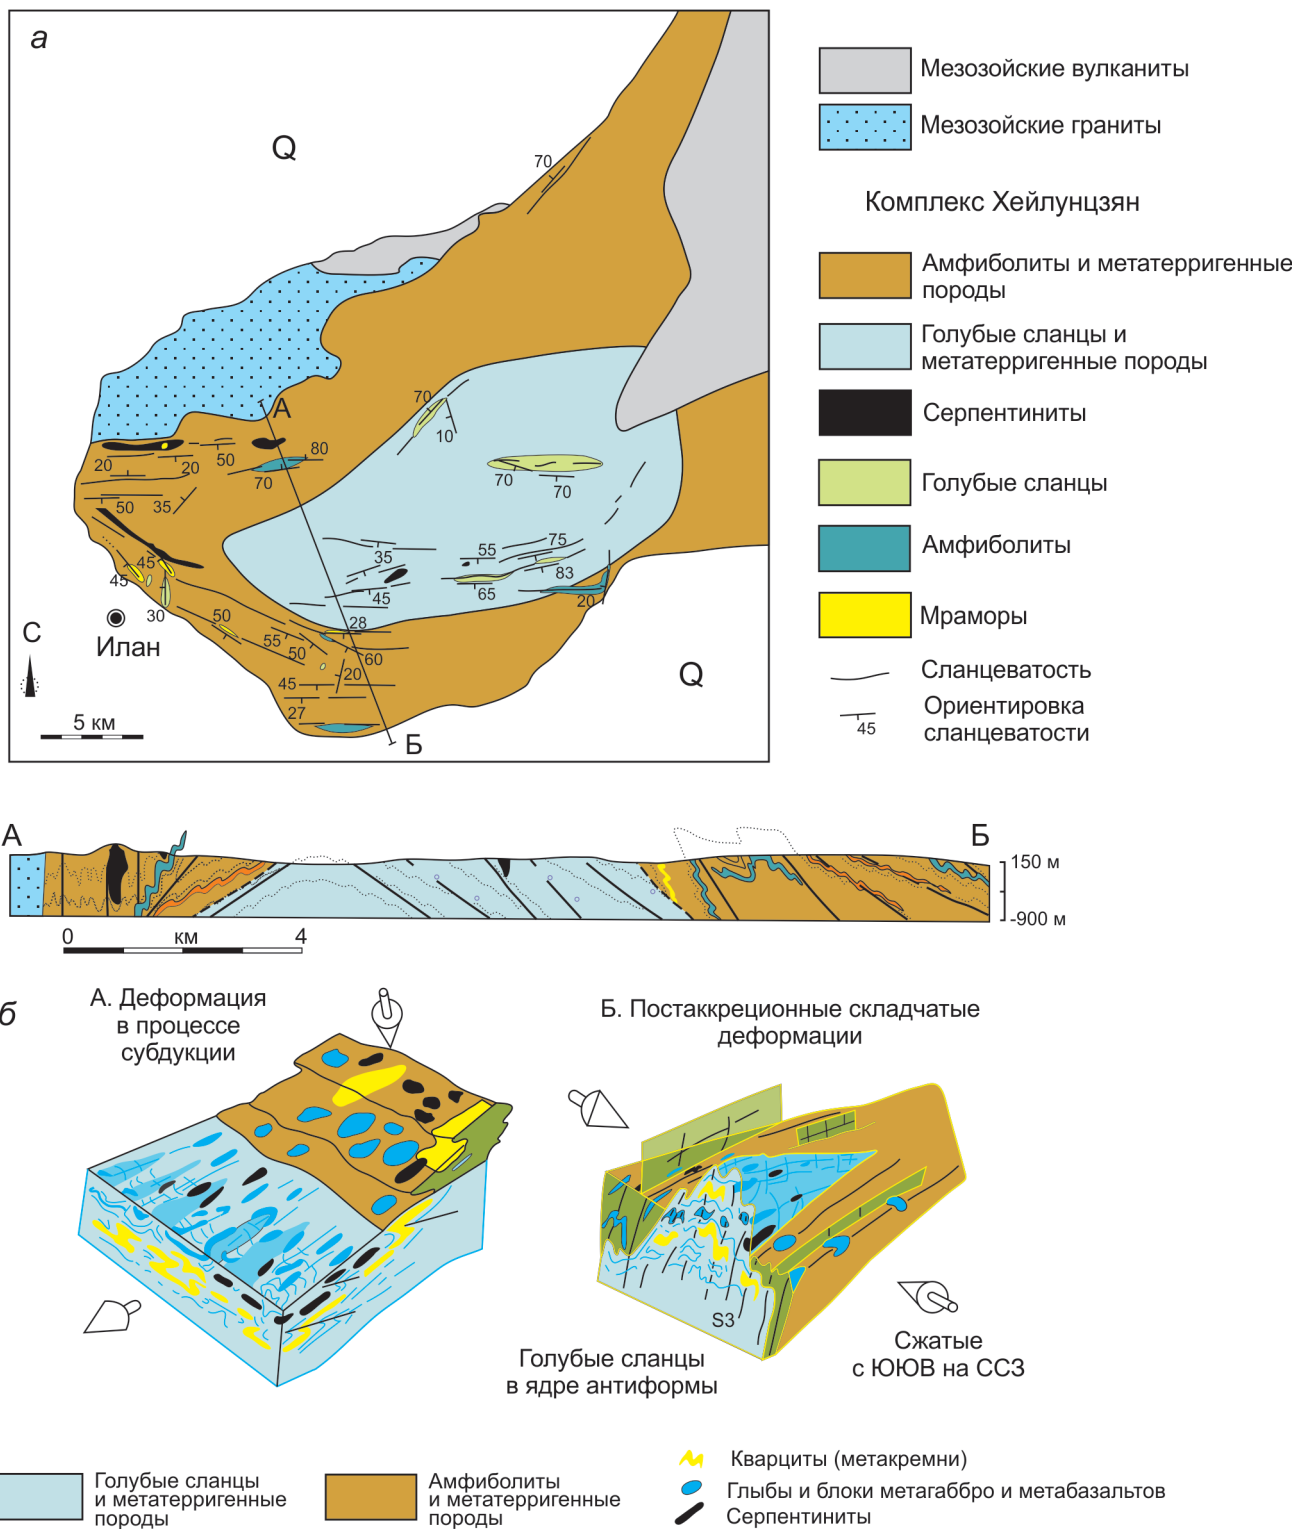 а
Q
70
Мезозойские вулканиты
Мезозойские граниты
Комплекс Хейлунцзян
Амфиболиты и метатерригенные
породы
Голубые сланцы и
метатерригенные породы
Серпентиниты
Голубые сланцы
Амфиболиты
Мраморы
Сланцеватость
Ориентировка
сланцеватости
45
А
70
10
80
20
20
50
70
70
70
50
35
35
55
75
45
45
83
45
65
20
30
50
28
Илан
55
50
60
20
45
27
С
Q
5 км
Б
А
Б
150 м
-900 м
0
км
4
б
А. Деформация
в процессе
субдукции
Б. Постаккреционные складчатые
деформации
S3
Сжатые
с ЮЮВ на ССЗ
Голубые сланцы
в ядре антиформы
Голубые сланцы
и метатерригенные
породы
Амфиболиты
и метатерригенные
породы
Кварциты (метакремни)
Глыбы и блоки метагаббро и метабазальтов
Серпентиниты